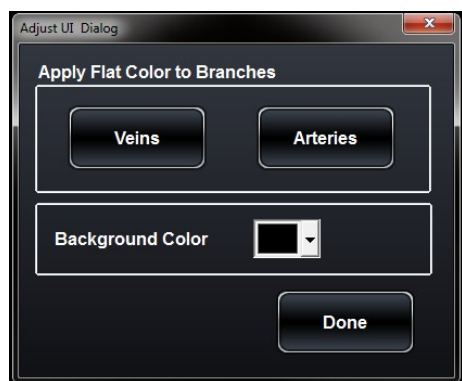 Adjust UI Dialog
Apply Flat Color to Branches
Veins
Arteries
Background Color
Done